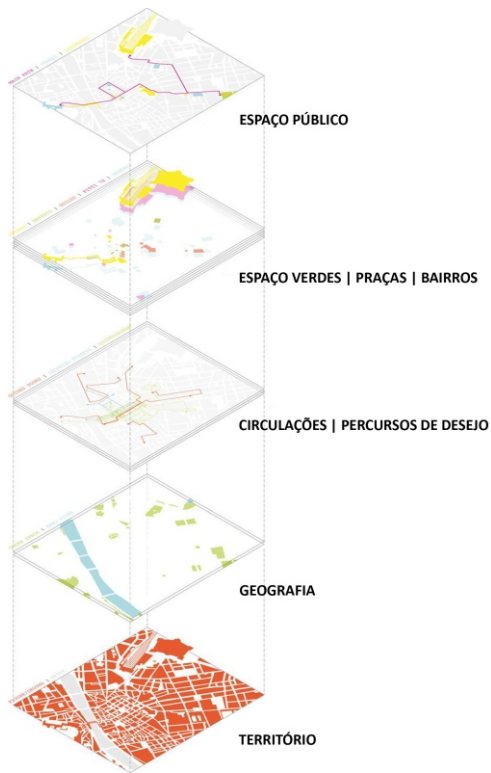 ESPAÇO PÚBLICO
ESPAÇO VERDES | PRAÇAS | BAIRROS
CIRCULAÇÕES | PERCURSOS DE DESEJO
GEOGRAFIA
TERRITÓRIO